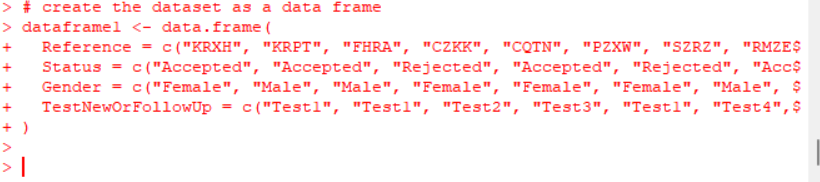 > # create the dataset as a data frame
> dataframe1 <- data.frame(
+   Reference = c("KRXH", "KRPT", "FHRA", "CZKK", "CQTN", "PZXW", "SZRZ", "RMZE$
+   Status = c("Accepted", "Accepted", "Rejected", "Accepted", "Rejected", "Acc$
+   Gender = c("Female", "Male", "Male", "Female", "Female", "Female", "Male", $
+   TestNewOrFollowUp = c("Test1", "Test1", "Test2", "Test3", "Test1", "Test4",$
+ )
>
>